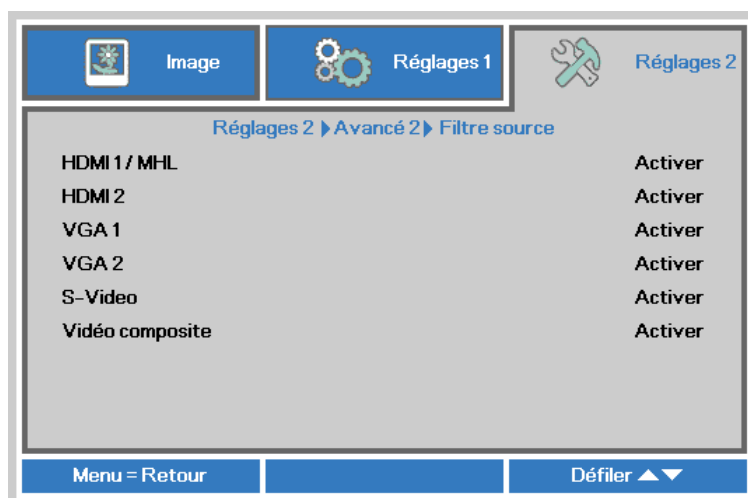 Image Réglages 1 Réglages 2
Réglages 2 ▶ Avancé 2 ▶ Filtre source
HDMI 1 / MHL Activer
HDMI 2 Activer
VGA 1 Activer
VGA 2 Activer
S-Video Activer
Vidéo composite Activer
Menu = Retour Défiler ▲▼